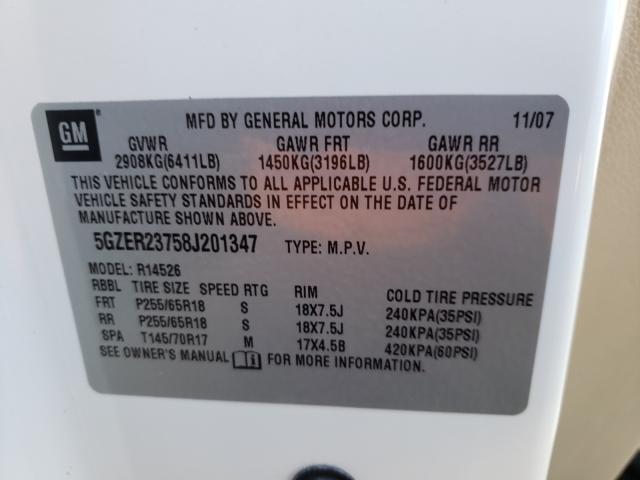 GM ®
MFD BY GENERAL MOTORS CORP. 11/07
GVWR GAWR FRT GAWR RR
2908KG(6411LB) 1450KG(3196LB) 1600KG(3527LB)
THIS VEHICLE CONFORMS TO ALL APPLICABLE U.S. FEDERAL MOTOR
VEHICLE SAFETY STANDARDS IN EFFECT ON THE DATE OF
MANUFACTURE SHOWN ABOVE.
5GZER23758J201347 TYPE: M.P.V.
MODEL: R14526
RBBL TIRE SIZE SPEED RTG RIM COLD TIRE PRESSURE
FRT P255/65R18 S 18X7.5J 240KPA(35PSI)
RR P255/65R18 S 18X7.5J 240KPA(35PSI)
SPA T145/70R17 M 17X4.5B 420KPA(60PSI)
SEE OWNER'S MANUAL FOR MORE INFORMATION.